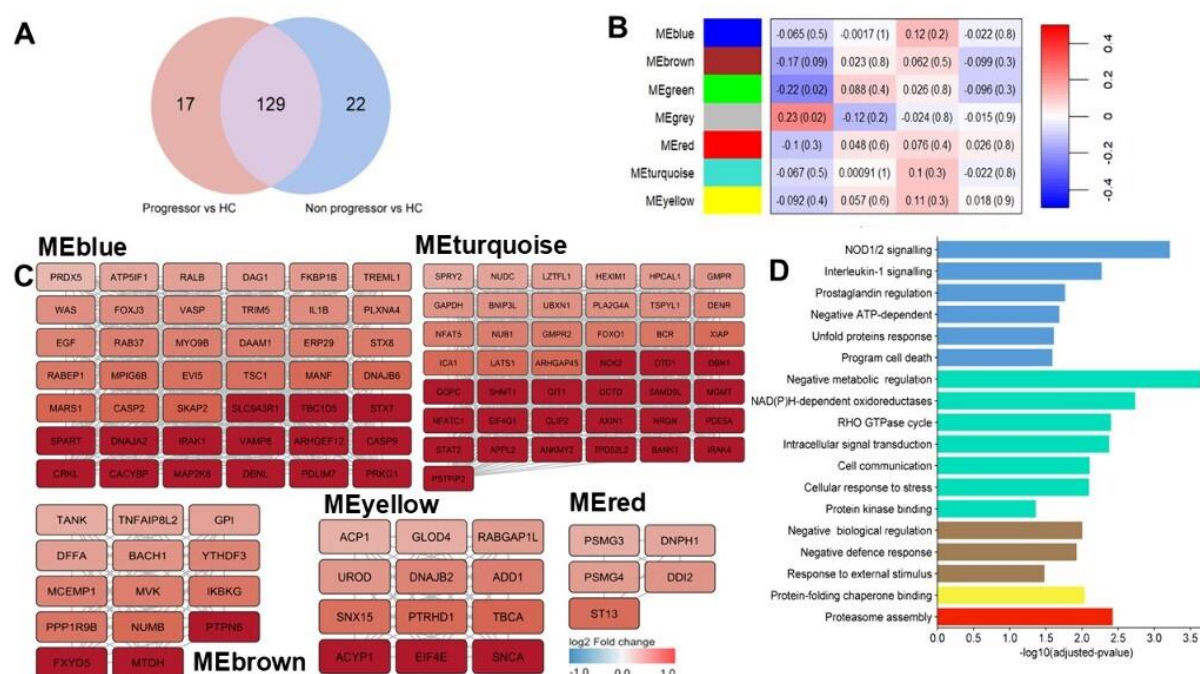 A
17
129
22
Progressor vs HC
Non progressor vs HC
B
MEblue
-0.065 (0.5)
-0.0017 (1)
0.12 (0.2)
-0.022 (0.8)
MEbrown
-0.17 (0.09)
0.023 (0.8)
0.062 (0.5)
-0.099 (0.3)
MEgreen
-0.22 (0.02)
0.088 (0.4)
0.026 (0.8)
-0.096 (0.3)
MEgrey
0.23 (0.02)
-0.12 (0.2)
-0.024 (0.8)
-0.015 (0.9)
MEred
-0.1 (0.3)
0.048 (0.6)
0.076 (0.4)
0.026 (0.8)
MEturquoise
-0.067 (0.5)
0.00091 (1)
0.1 (0.3)
-0.022 (0.8)
MEyellow
-0.092 (0.4)
0.057 (0.6)
0.11 (0.3)
0.018 (0.9)
0.4
0.2
0
-0.2
-0.4
C
MEblue
PRDX5 ATP5IF1 RALB DAG1 FKBP1B TREML1
WAS FOXJ3 VASP TRIM5 IL1B PLXNA4
EGF RAB37 MYO9B DAAM1 ERP29 STX8
RABEP1 MPIG6B EVI5 TSC1 MANF DNAJB6
MARS1 CASP2 SKAP2 SLC9A3R1 TBC1D5 STX7
SPART DNAJA2 IRAK1 VAMP8 ARHGEF12 CASP9
CRKL CACYBP MAP2K6 DBNL PDLIM7 PRKG1
MEturquoise
SPRY2 NUDC LZTFL1 HEXIM1 HPCAL1 GMPR
GAPDH BNIP3L UBXN1 PLA2G4A TSPYL1 DENR
NFAT5 NUB1 GMPR2 FOXO1 BCR XIAP
ICA1 LATS1 ARHGAP45 NCK2 DTD1 DBN1
GOPC SHMT1 GIT1 DCTD SAMD9L MGMT
NFATC1 EIF4G1 CLIP2 AXIN1 NRGN PDE5A
STAT2 APPL2 ANKMY2 TPD52L2 BANK1 IRAK4
PSTPIP2
TANK TNFAIP8L2 GPI
DFFA BACH1 YTHDF3
MCEMP1 MVK IKBKG
PPP1R9B NUMB PTPN6
FXYD5 MTDH
MEbrown
MEyellow
ACP1 GLOD4 RABGAP1L
UROD DNAJB2 ADD1
SNX15 PTRHD1 TBCA
ACYP1 EIF4E SNCA
MEred
PSMG3 DNPH1
PSMG4 DDI2
ST13
log2 Fold change
-1.0 0.0 1.0
D
NOD1/2 signalling
Interleukin-1 signalling
Prostaglandin regulation
Negative ATP-dependent
Unfold proteins response
Program cell death
Negative metabolic regulation
NAD(P)H-dependent oxidoreductases
RHO GTPase cycle
Intracellular signal transduction
Cell communication
Cellular response to stress
Protein kinase binding
Negative biological regulation
Negative defence response
Response to external stimulus
Protein-folding chaperone binding
Proteasome assembly
0.0 0.5 1.0 1.5 2.0 2.5 3.0 3.5
-log10(adjusted-pvalue)